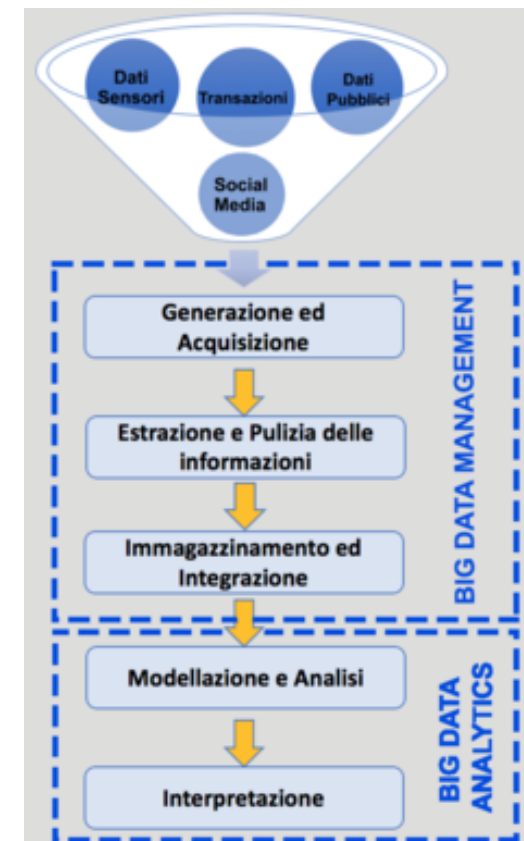 Dati
Sensori
Transazioni
Dati
Pubblici
Social
Media
Generazione ed
Acquisizione
Estrazione e Pulizia delle
informazioni
Immagazzinamento ed
Integrazione
BIG DATA MANAGEMENT
Modellazione e Analisi
Interpretazione
BIG DATA
ANALYTICS